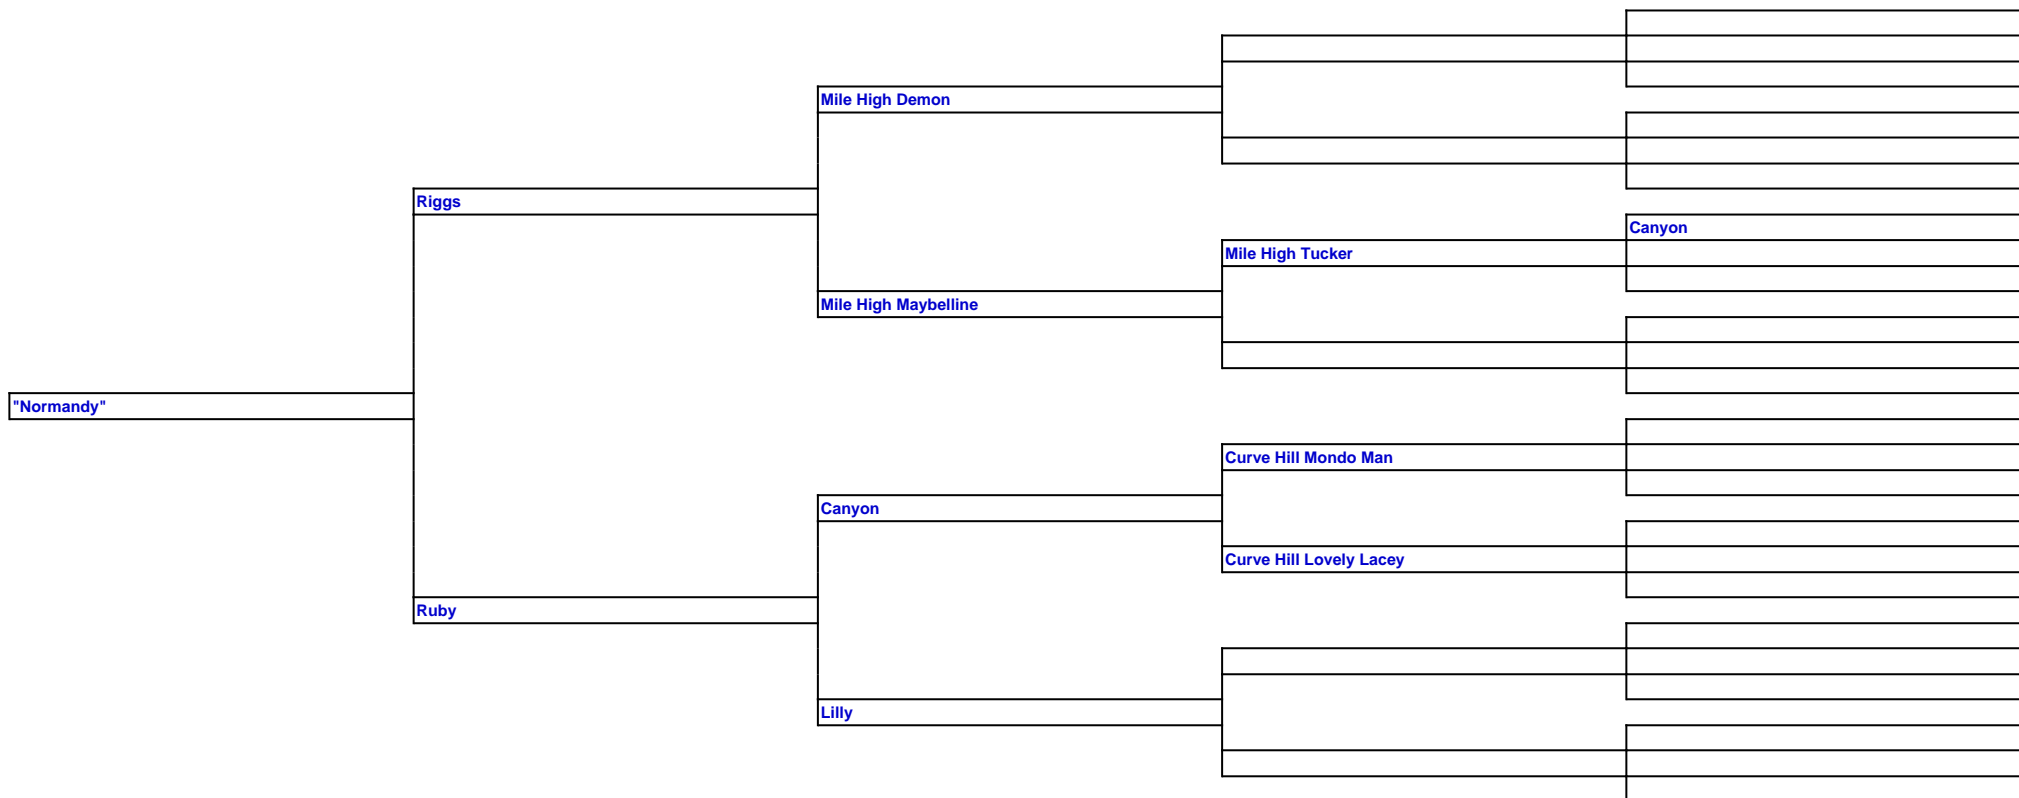 Mile High Demon
Riggs
Canyon
Mile High Tucker
Mile High Maybelline
"Normandy"
Curve Hill Mondo Man
Canyon
Curve Hill Lovely Lacey
Ruby
Lilly